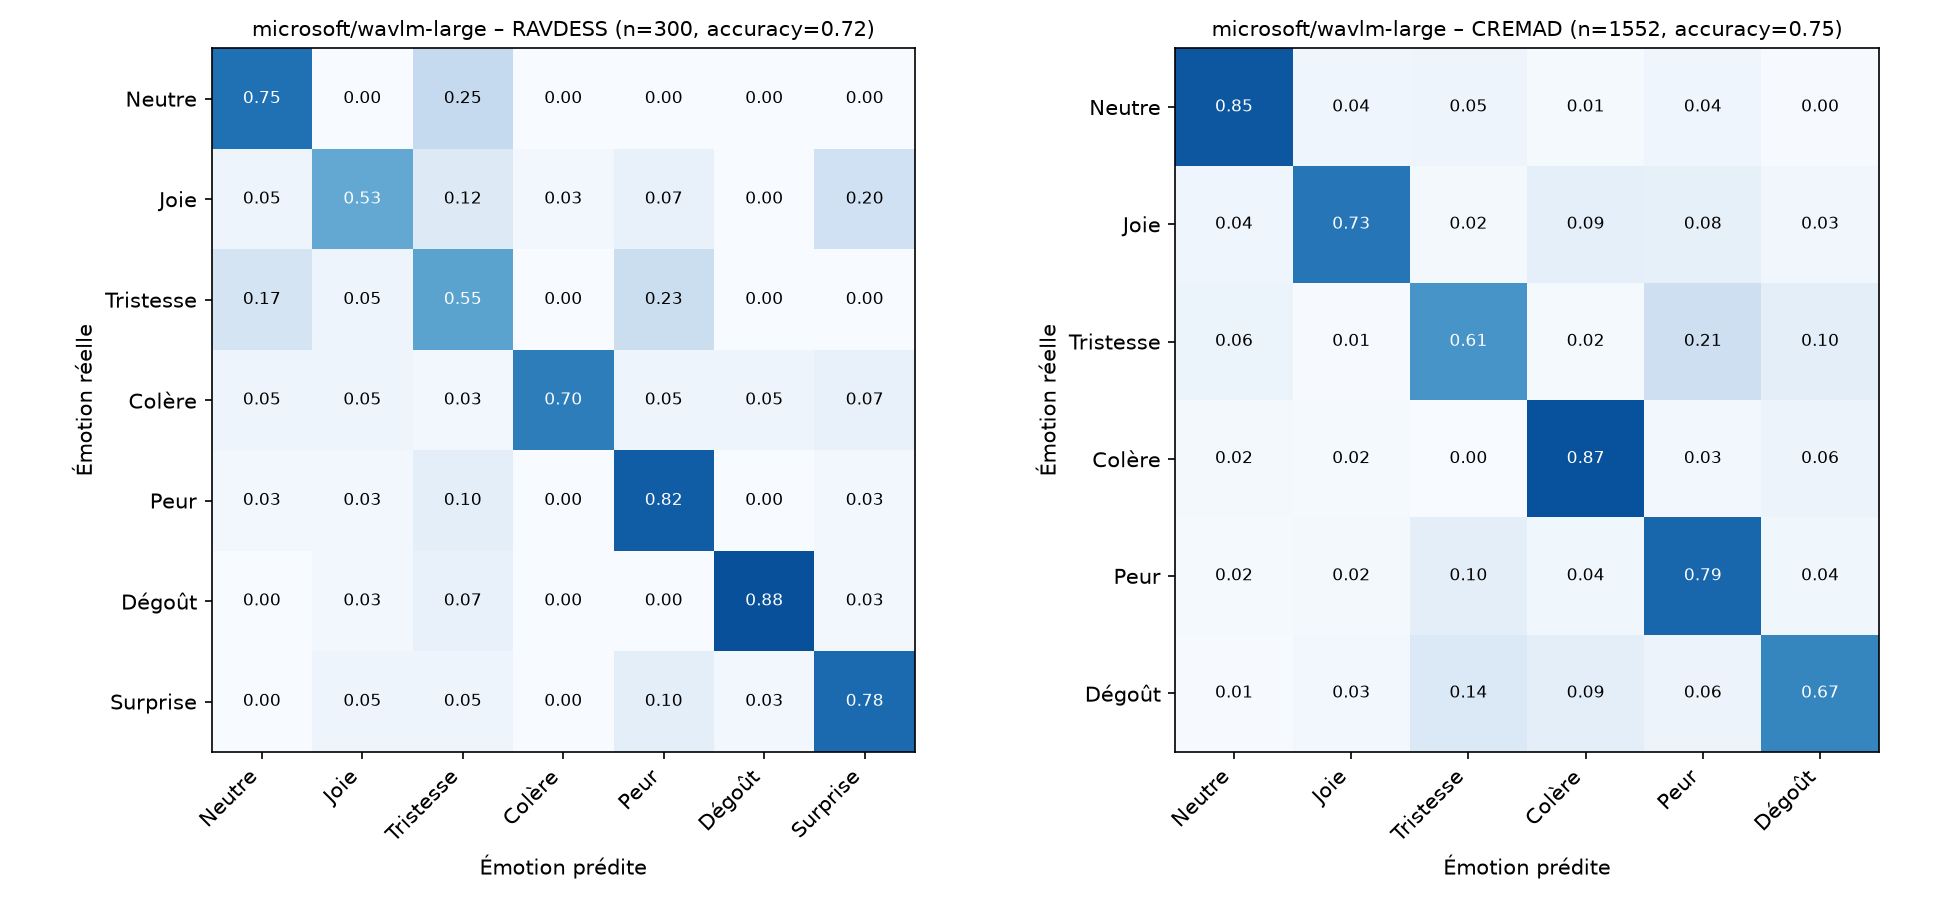 microsoft/wavlm-large – RAVDESS (n=300, accuracy=0.72)
Émotion réelle
Neutre 0.75 0.00 0.25 0.00 0.00 0.00 0.00
Joie 0.05 0.53 0.12 0.03 0.07 0.00 0.20
Tristesse 0.17 0.05 0.55 0.00 0.23 0.00 0.00
Colère 0.05 0.05 0.03 0.70 0.05 0.05 0.07
Peur 0.03 0.03 0.10 0.00 0.82 0.00 0.03
Dégoût 0.00 0.03 0.07 0.00 0.00 0.88 0.03
Surprise 0.00 0.05 0.05 0.00 0.10 0.03 0.78
Neutre Joie Tristesse Colère Peur Dégoût Surprise
Émotion prédite
microsoft/wavlm-large – CREMAD (n=1552, accuracy=0.75)
Émotion réelle
Neutre 0.85 0.04 0.05 0.01 0.04 0.00
Joie 0.04 0.73 0.02 0.09 0.08 0.03
Tristesse 0.06 0.01 0.61 0.02 0.21 0.10
Colère 0.02 0.02 0.00 0.87 0.03 0.06
Peur 0.02 0.02 0.10 0.04 0.79 0.04
Dégoût 0.01 0.03 0.14 0.09 0.06 0.67
Neutre Joie Tristesse Colère Peur Dégoût
Émotion prédite